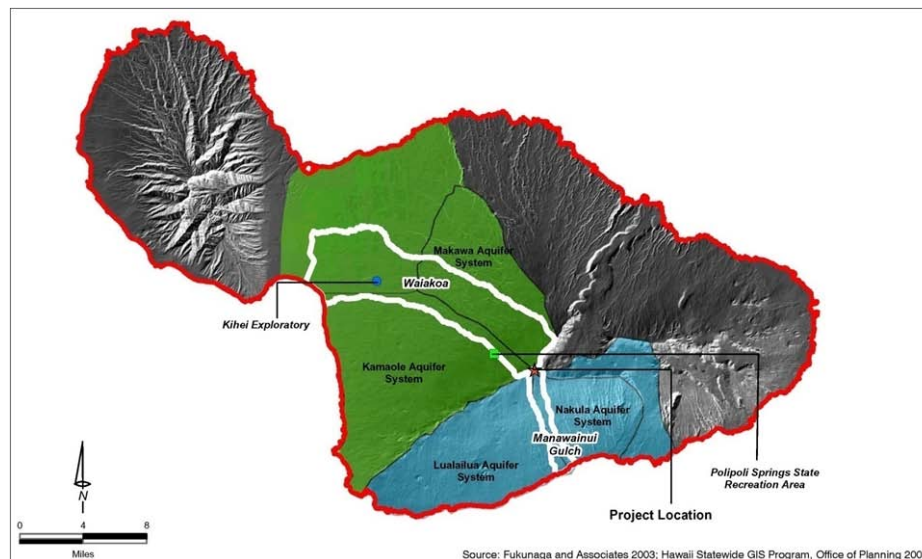 Makawa Aquifer
System
Waiakoa
Kihei Exploratory
Kamaole Aquifer
System
Nakula Aquifer
System
Manawainui
Gulch
Lualailua Aquifer
System
Polipoli Springs State
Recreation Area
Project Location
N
0 4 8
Miles
Source: Fukunaga and Associates 2003; Hawaii Statewide GIS Program, Office of Planning 200